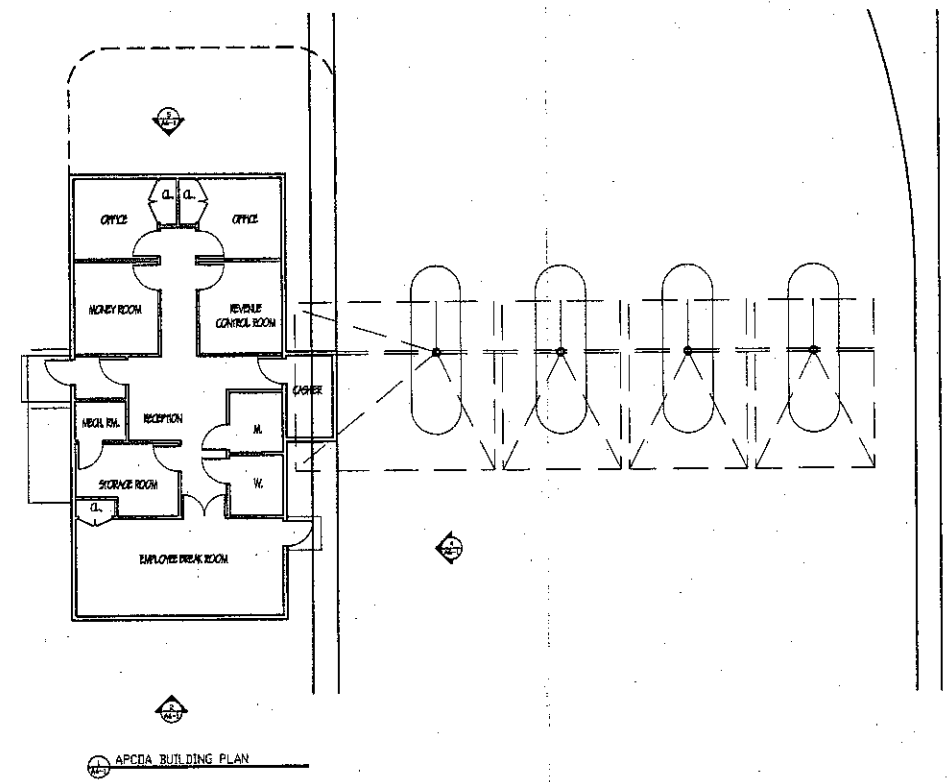 CL. CL.
OFFICE OFFICE
MONEY ROOM
REVENUE
CONTROL ROOM
CASHIER
MECH. RM.
RECEPTION
M.
STORAGE ROOM
W.
CL.
EMPLOYEE BREAK ROOM
APCOA BUILDING PLAN